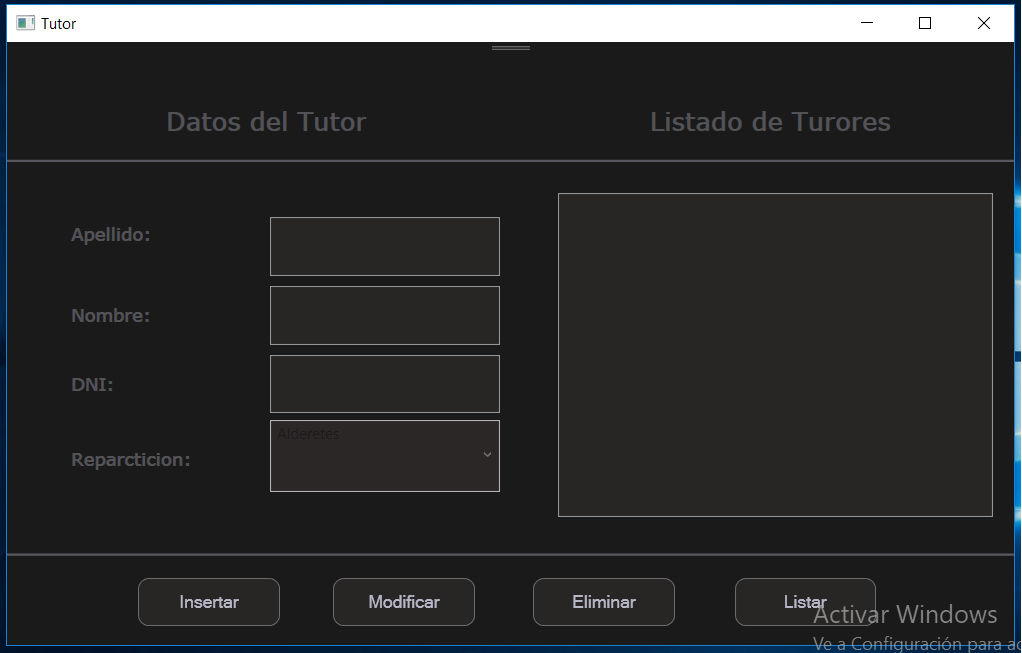 Tutor
Datos del Tutor
Listado de Turores
Apellido:
Nombre:
DNI:
Alderetes
Reparcticion:
Insertar
Modificar
Eliminar
Listar
Activar Windows
Ve a Configuración para